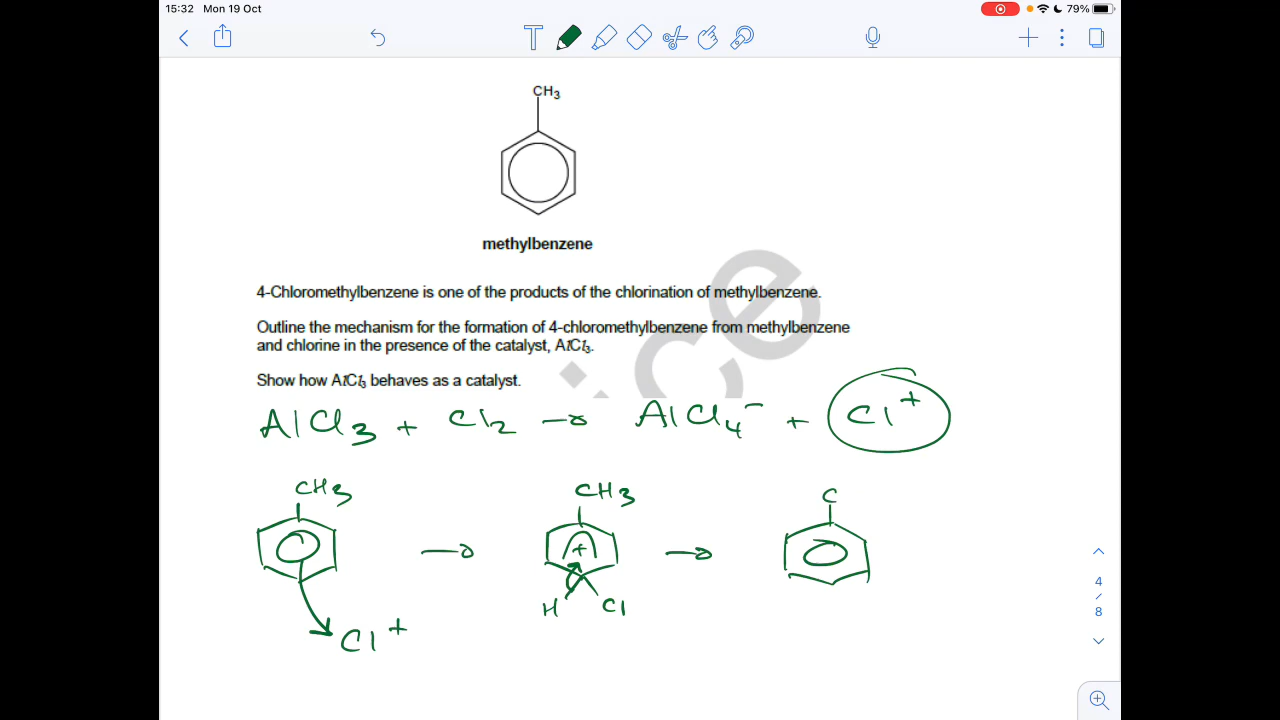 15:32 Mon 19 Oct
79%
T
CH3
methylbenzene
4-Chloromethylbenzene is one of the products of the chlorination of methylbenzene.
Outline the mechanism for the formation of 4-chloromethylbenzene from methylbenzene
and chlorine in the presence of the catalyst, AlCl3.
Show how AlCl3 behaves as a catalyst.
AlCl3 + Cl2 → AlCl4⁻ + Cl⁺
CH3 CH3 C
→ + →
H Cl
Cl⁺
4
/
8